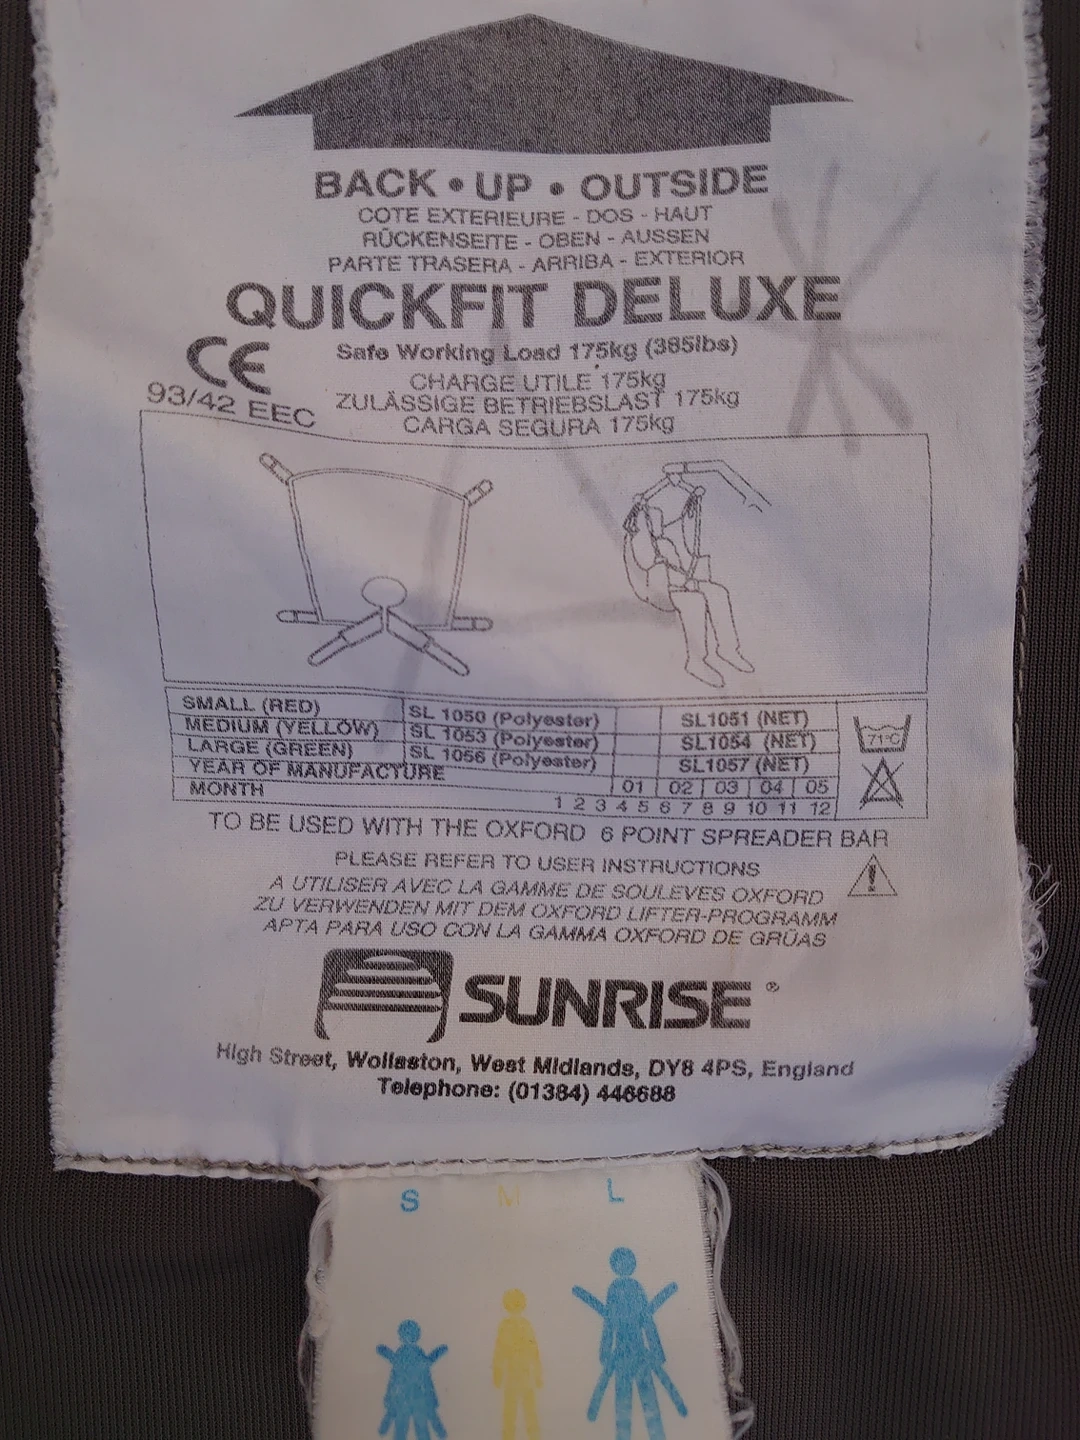 BACK • UP • OUTSIDE
COTE EXTERIEURE - DOS - HAUT
RÜCKENSEITE - OBEN - AUSSEN
PARTE TRASERA - ARRIBA - EXTERIOR
QUICKFIT DELUXE
CE
93/42 EEC
Safe Working Load 175kg (385lbs)
CHARGE UTILE 175kg
ZULÄSSIGE BETRIEBSLAST 175kg
CARGA SEGURA 175kg
SMALL (RED) SL 1050 (Polyester) SL1051 (NET)
MEDIUM (YELLOW) SL 1053 (Polyester) SL1054 (NET)
LARGE (GREEN) SL 1056 (Polyester) SL1057 (NET)
YEAR OF MANUFACTURE 01 02 03 04 05
MONTH 1 2 3 4 5 6 7 8 9 10 11 12
71°C
TO BE USED WITH THE OXFORD 6 POINT SPREADER BAR
PLEASE REFER TO USER INSTRUCTIONS
A UTILISER AVEC LA GAMME DE SOULEVES OXFORD
ZU VERWENDEN MIT DEM OXFORD LIFTER-PROGRAMM
APTA PARA USO CON LA GAMMA OXFORD DE GRÜAS
SUNRISE ®
High Street, Wollaston, West Midlands, DY8 4PS, England
Telephone: (01384) 446688
S M L